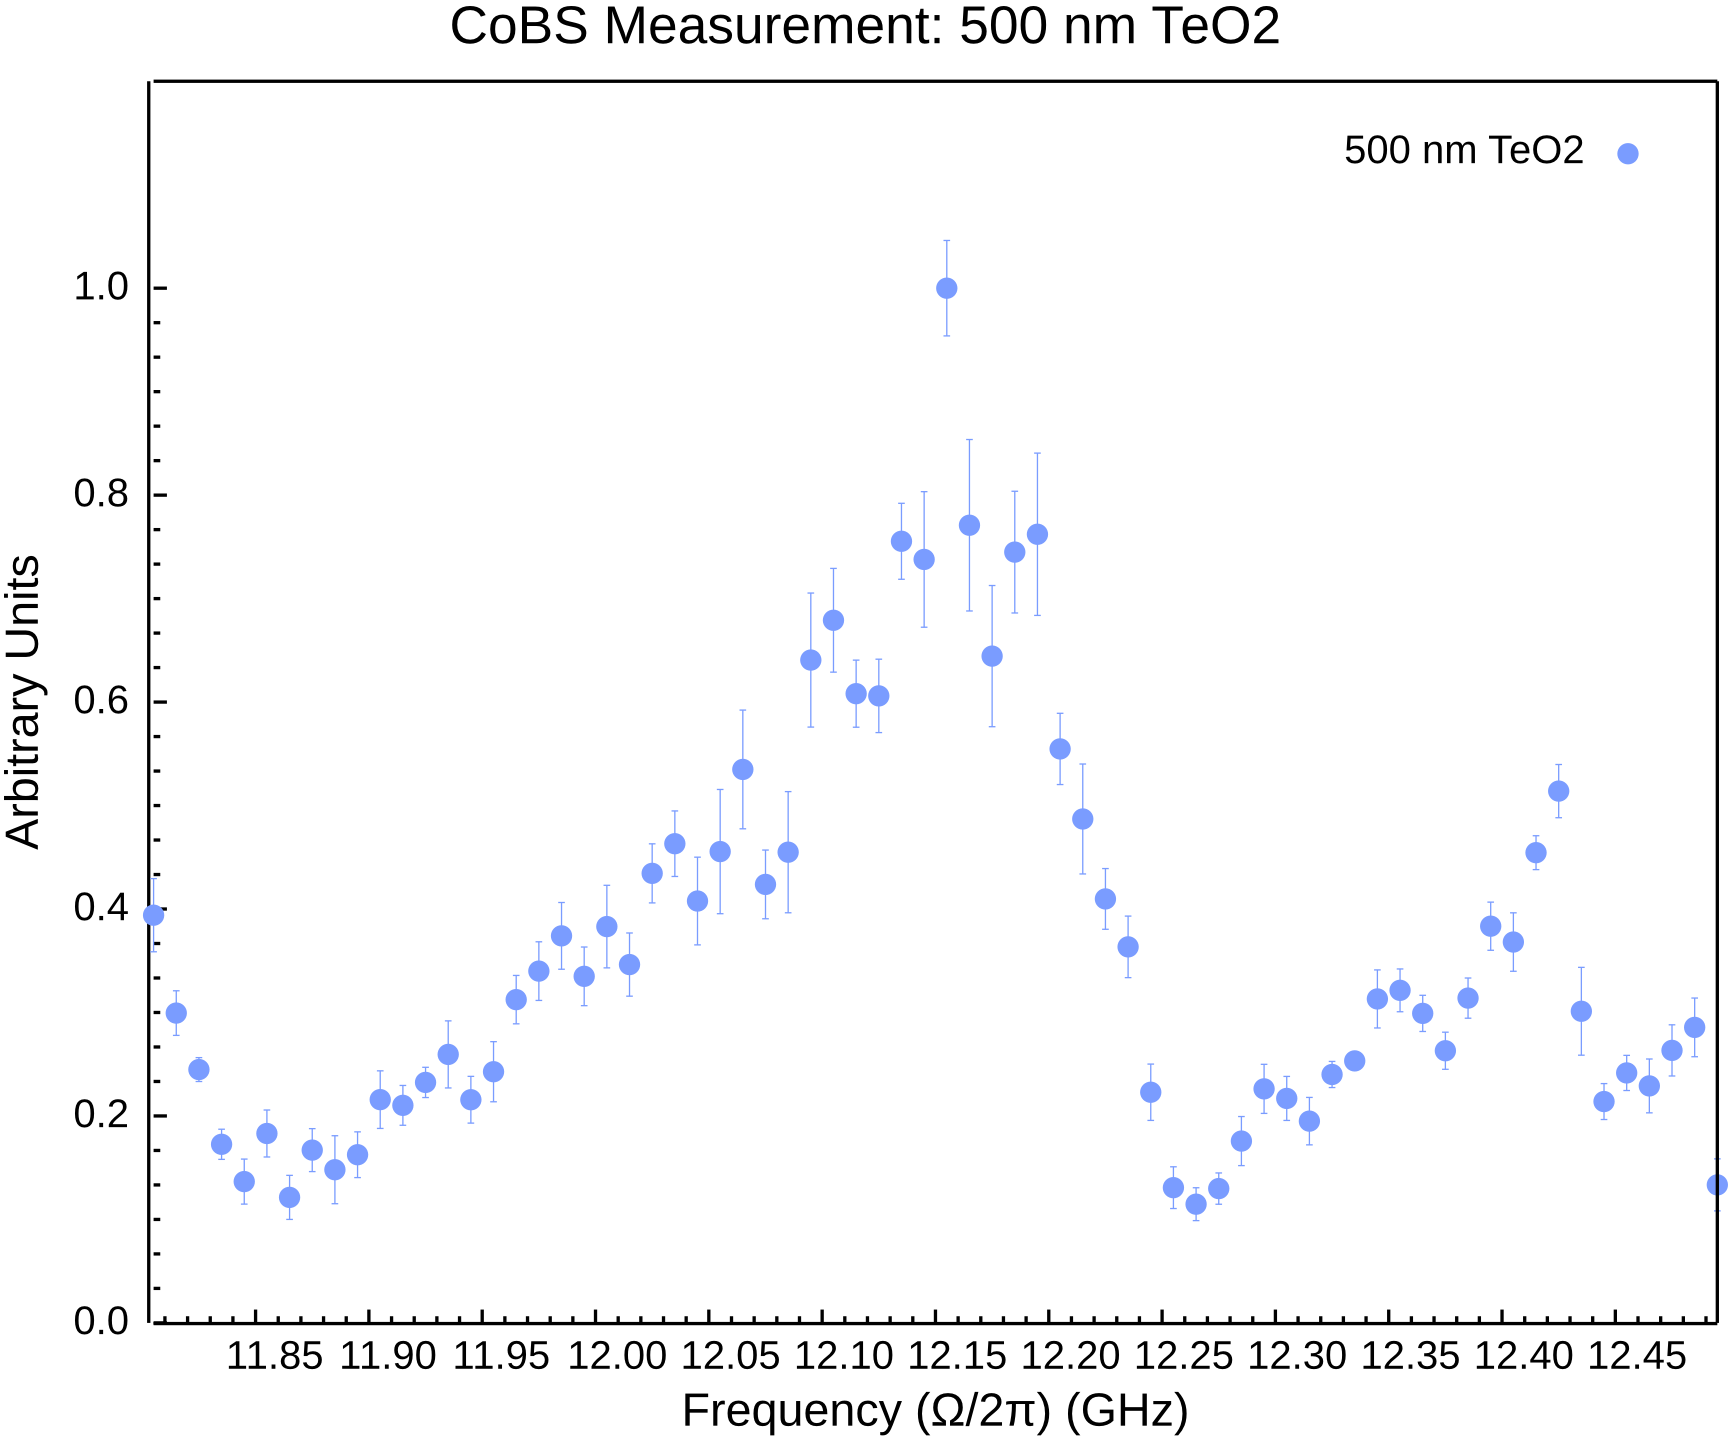 CoBS Measurement: 500 nm TeO2
500 nm TeO2
1.0
0.8
0.6
0.4
0.2
0.0
Arbitrary Units
11.85 11.90 11.95 12.00 12.05 12.10 12.15 12.20 12.25 12.30 12.35 12.40 12.45
Frequency (Ω/2π) (GHz)